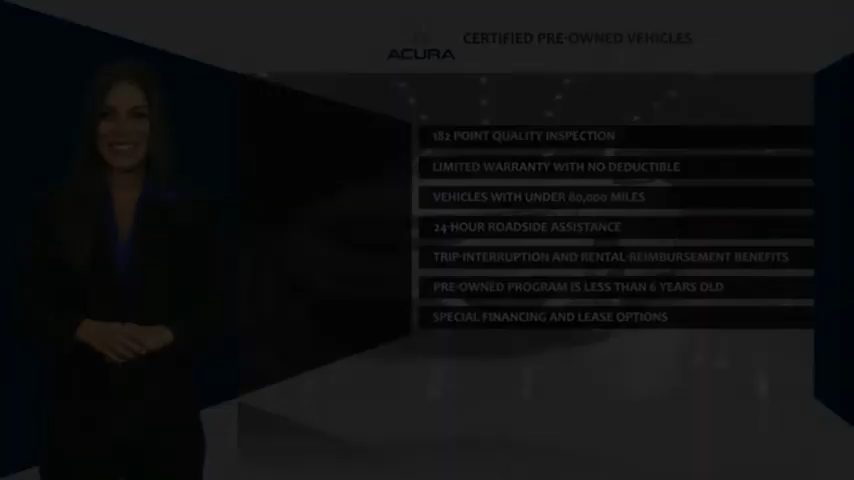 ACURA
CERTIFIED PRE-OWNED VEHICLES
182 POINT QUALITY INSPECTION
LIMITED WARRANTY WITH NO DEDUCTIBLE
VEHICLES WITH UNDER 80,000 MILES
24-HOUR ROADSIDE ASSISTANCE
TRIP-INTERRUPTION AND RENTAL-REIMBURSEMENT BENEFITS
PRE-OWNED PROGRAM IS LESS THAN 6 YEARS OLD
SPECIAL FINANCING AND LEASE OPTIONS